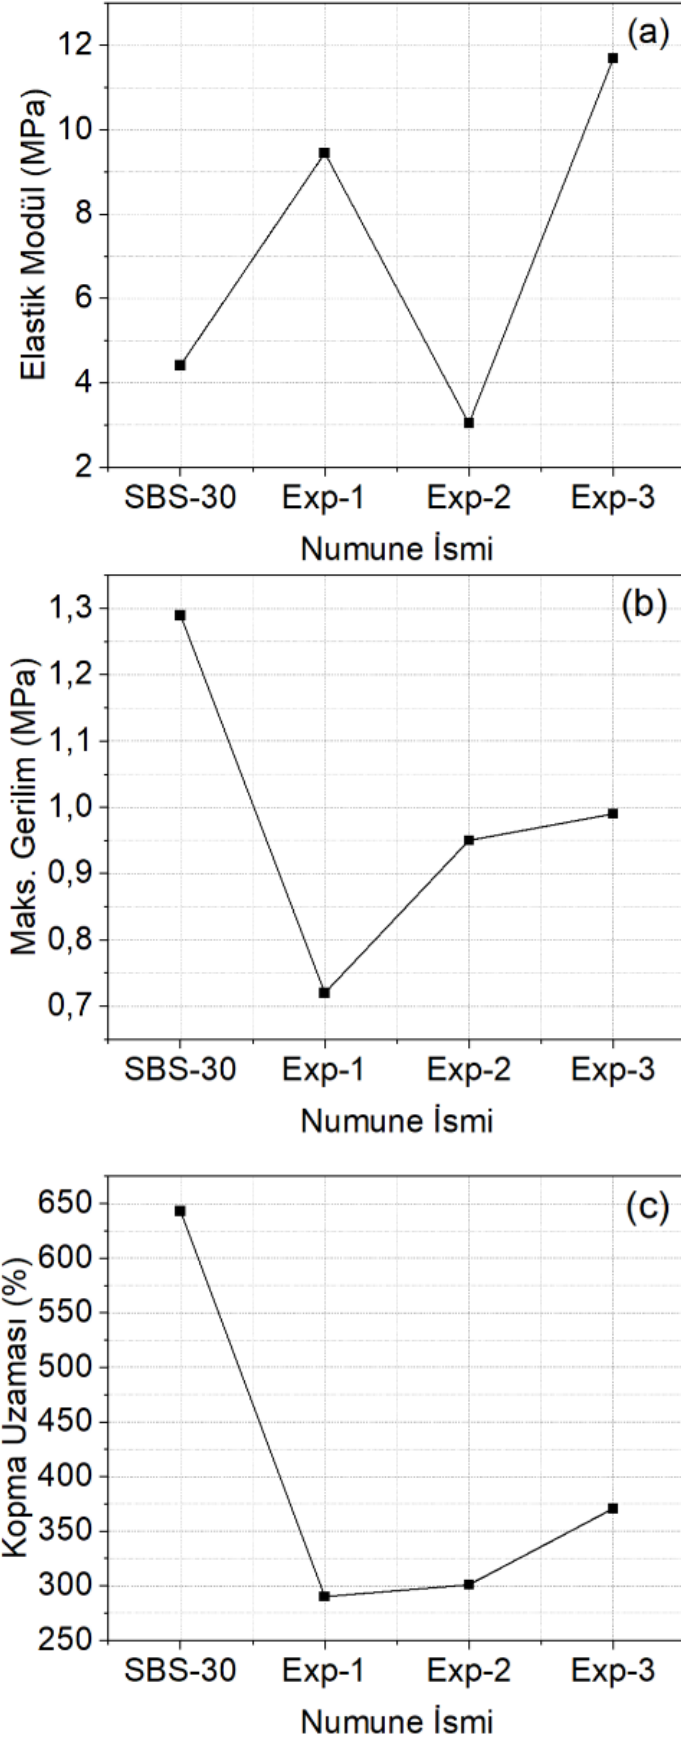 (a)
Elastik Modül (MPa)
12
10
8
6
4
2
SBS-30 Exp-1 Exp-2 Exp-3
Numune İsmi
(b)
Maks. Gerilim (MPa)
1,3
1,2
1,1
1,0
0,9
0,8
0,7
SBS-30 Exp-1 Exp-2 Exp-3
Numune İsmi
(c)
Kopma Uzaması (%)
650
600
550
500
450
400
350
300
250
SBS-30 Exp-1 Exp-2 Exp-3
Numune İsmi